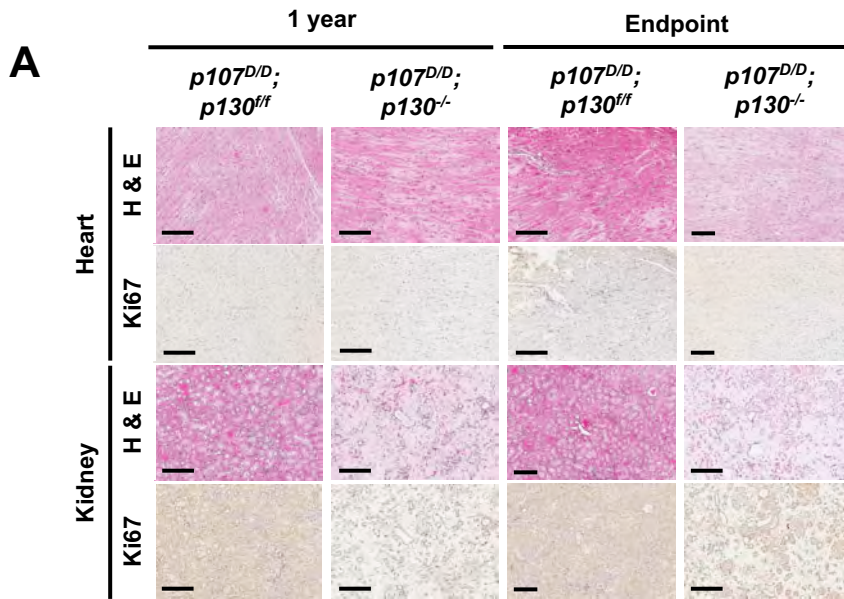 A
1 year
Endpoint
p107D/D;
p130f/f
p107D/D;
p130-/-
p107D/D;
p130f/f
p107D/D;
p130-/-
Heart
H & E
Ki67
Kidney
H & E
Ki67